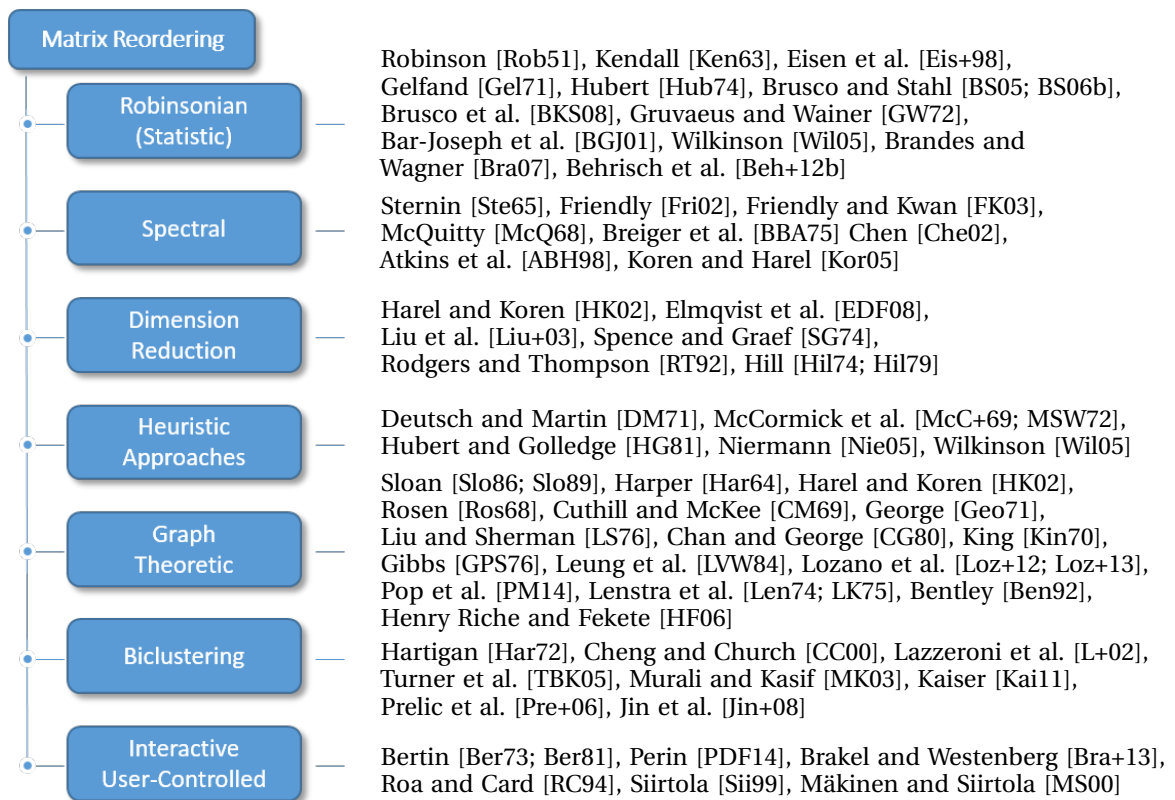 Matrix Reordering
Robinsonian
(Statistic)
Robinson [Rob51], Kendall [Ken63], Eisen et al. [Eis+98],
Gelfand [Gel71], Hubert [Hub74], Brusco and Stahl [BS05; BS06b],
Brusco et al. [BKS08], Gruvaeus and Wainer [GW72],
Bar-Joseph et al. [BGJ01], Wilkinson [Wil05], Brandes and
Wagner [Bra07], Behrisch et al. [Beh+12b]
Spectral
Sternin [Ste65], Friendly [Fri02], Friendly and Kwan [FK03],
McQuitty [McQ68], Breiger et al. [BBA75] Chen [Che02],
Atkins et al. [ABH98], Koren and Harel [Kor05]
Dimension
Reduction
Harel and Koren [HK02], Elmqvist et al. [EDF08],
Liu et al. [Liu+03], Spence and Graef [SG74],
Rodgers and Thompson [RT92], Hill [Hil74; Hil79]
Heuristic
Approaches
Deutsch and Martin [DM71], McCormick et al. [McC+69; MSW72],
Hubert and Golledge [HG81], Niermann [Nie05], Wilkinson [Wil05]
Graph
Theoretic
Sloan [Slo86; Slo89], Harper [Har64], Harel and Koren [HK02],
Rosen [Ros68], Cuthill and McKee [CM69], George [Geo71],
Liu and Sherman [LS76], Chan and George [CG80], King [Kin70],
Gibbs [GPS76], Leung et al. [LVW84], Lozano et al. [Loz+12; Loz+13],
Pop et al. [PM14], Lenstra et al. [Len74; LK75], Bentley [Ben92],
Henry Riche and Fekete [HF06]
Biclustering
Hartigan [Har72], Cheng and Church [CC00], Lazzeroni et al. [L+02],
Turner et al. [TBK05], Murali and Kasif [MK03], Kaiser [Kai11],
Prelic et al. [Pre+06], Jin et al. [Jin+08]
Interactive
User-Controlled
Bertin [Ber73; Ber81], Perin [PDF14], Brakel and Westenberg [Bra+13],
Roa and Card [RC94], Siirtola [Sii99], Mäkinen and Siirtola [MS00]